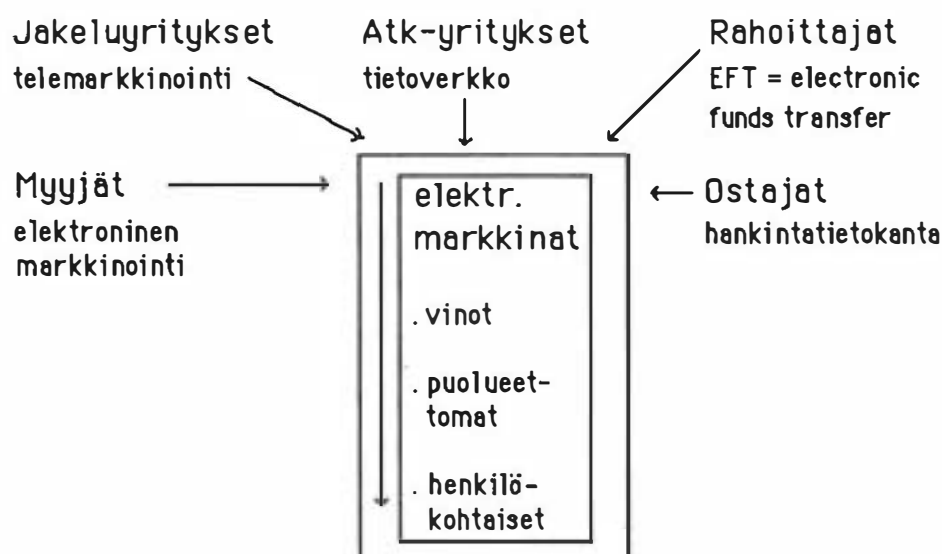 Jakeluyritykset
telemarkkinointi
Atk-yritykset
tietoverkko
Rahoittajat
EFT = electronic
funds transfer
Myyjät
elektroninen
markkinointi
elektr.
markkinat
. vinot
. puolueet-
tomat
. henkilö-
kohtaiset
Ostajat
hankintatietokanta